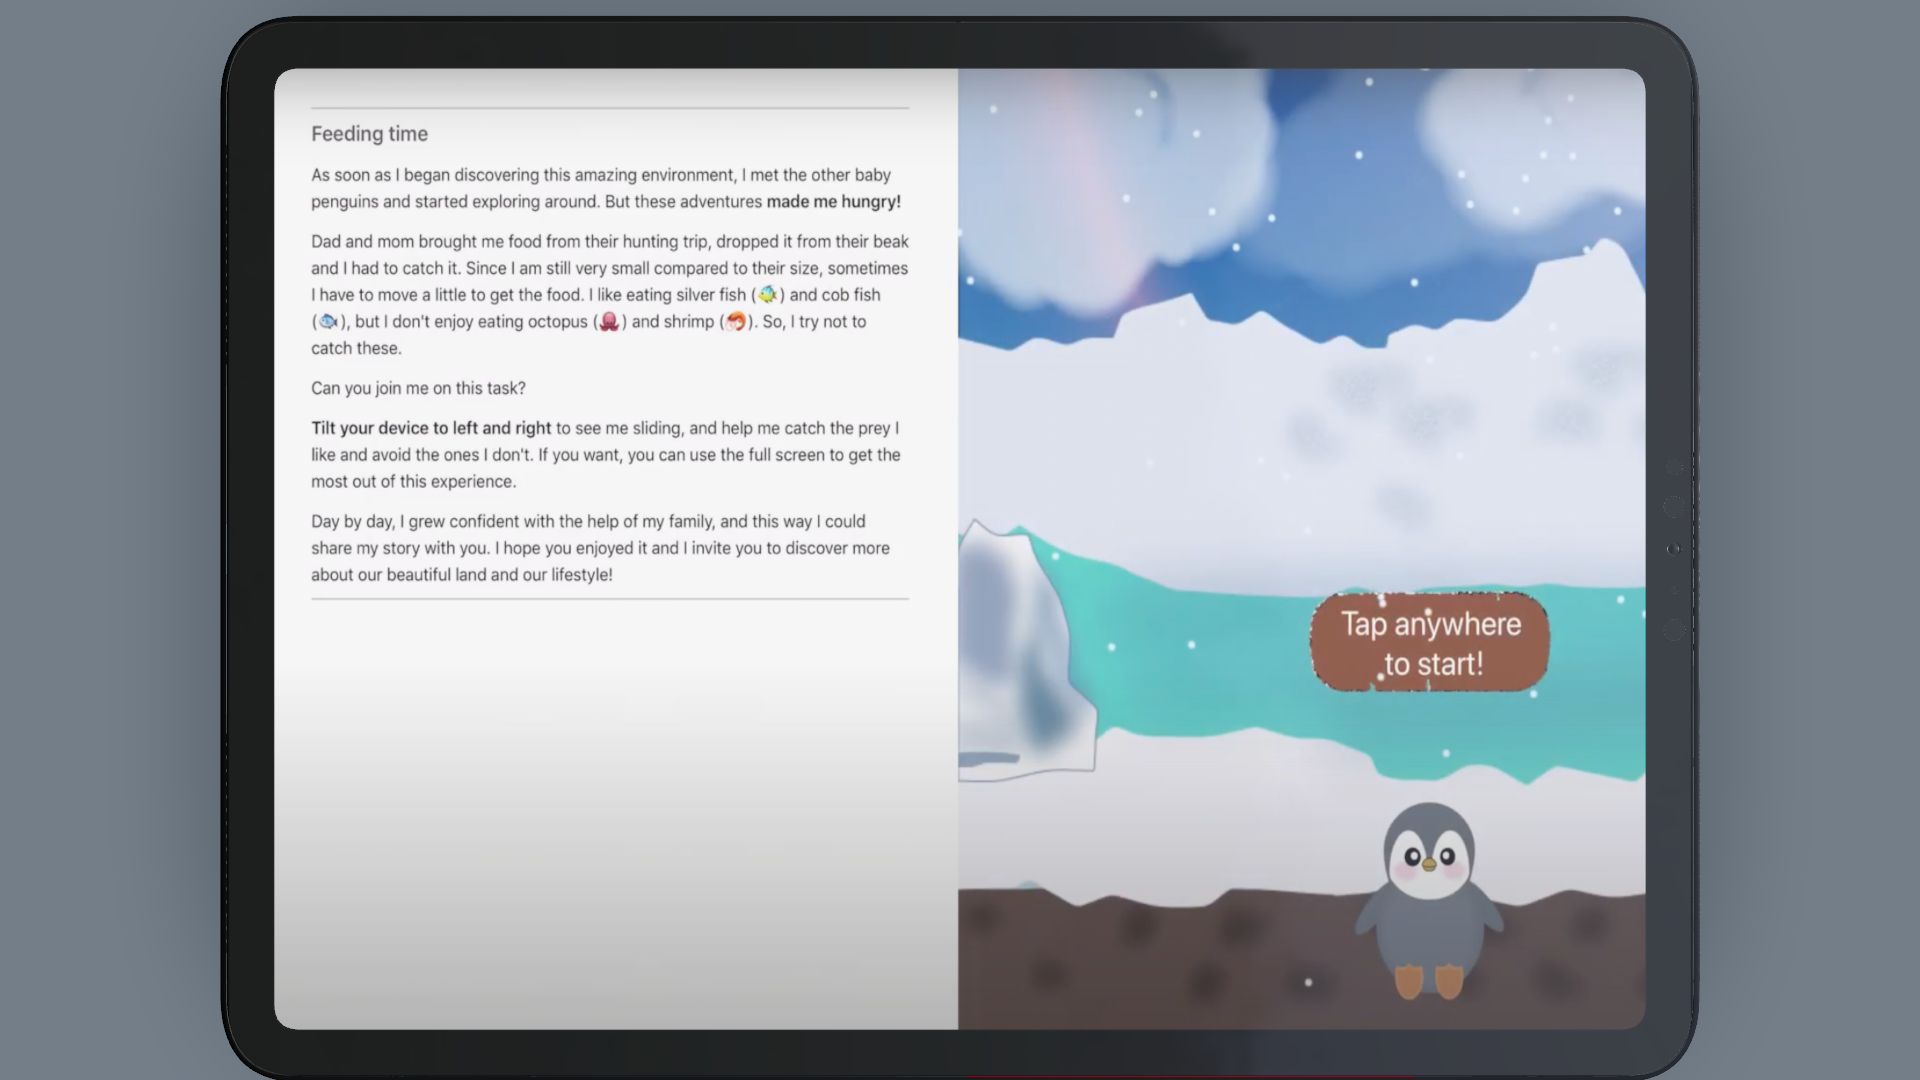 Feeding time
As soon as I began discovering this amazing environment, I met the other baby
penguins and started exploring around. But these adventures made me hungry!
Dad and mom brought me food from their hunting trip, dropped it from their beak
and I had to catch it. Since I am still very small compared to their size, sometimes
I have to move a little to get the food. I like eating silver fish (🐠) and cob fish
(🐟), but I don't enjoy eating octopus (🐙) and shrimp (🦐). So, I try not to
catch these.
Can you join me on this task?
Tilt your device to left and right to see me sliding, and help me catch the prey I
like and avoid the ones I don't. If you want, you can use the full screen to get the
most out of this experience.
Day by day, I grew confident with the help of my family, and this way I could
share my story with you. I hope you enjoyed it and I invite you to discover more
about our beautiful land and our lifestyle!
Tap anywhere
to start!